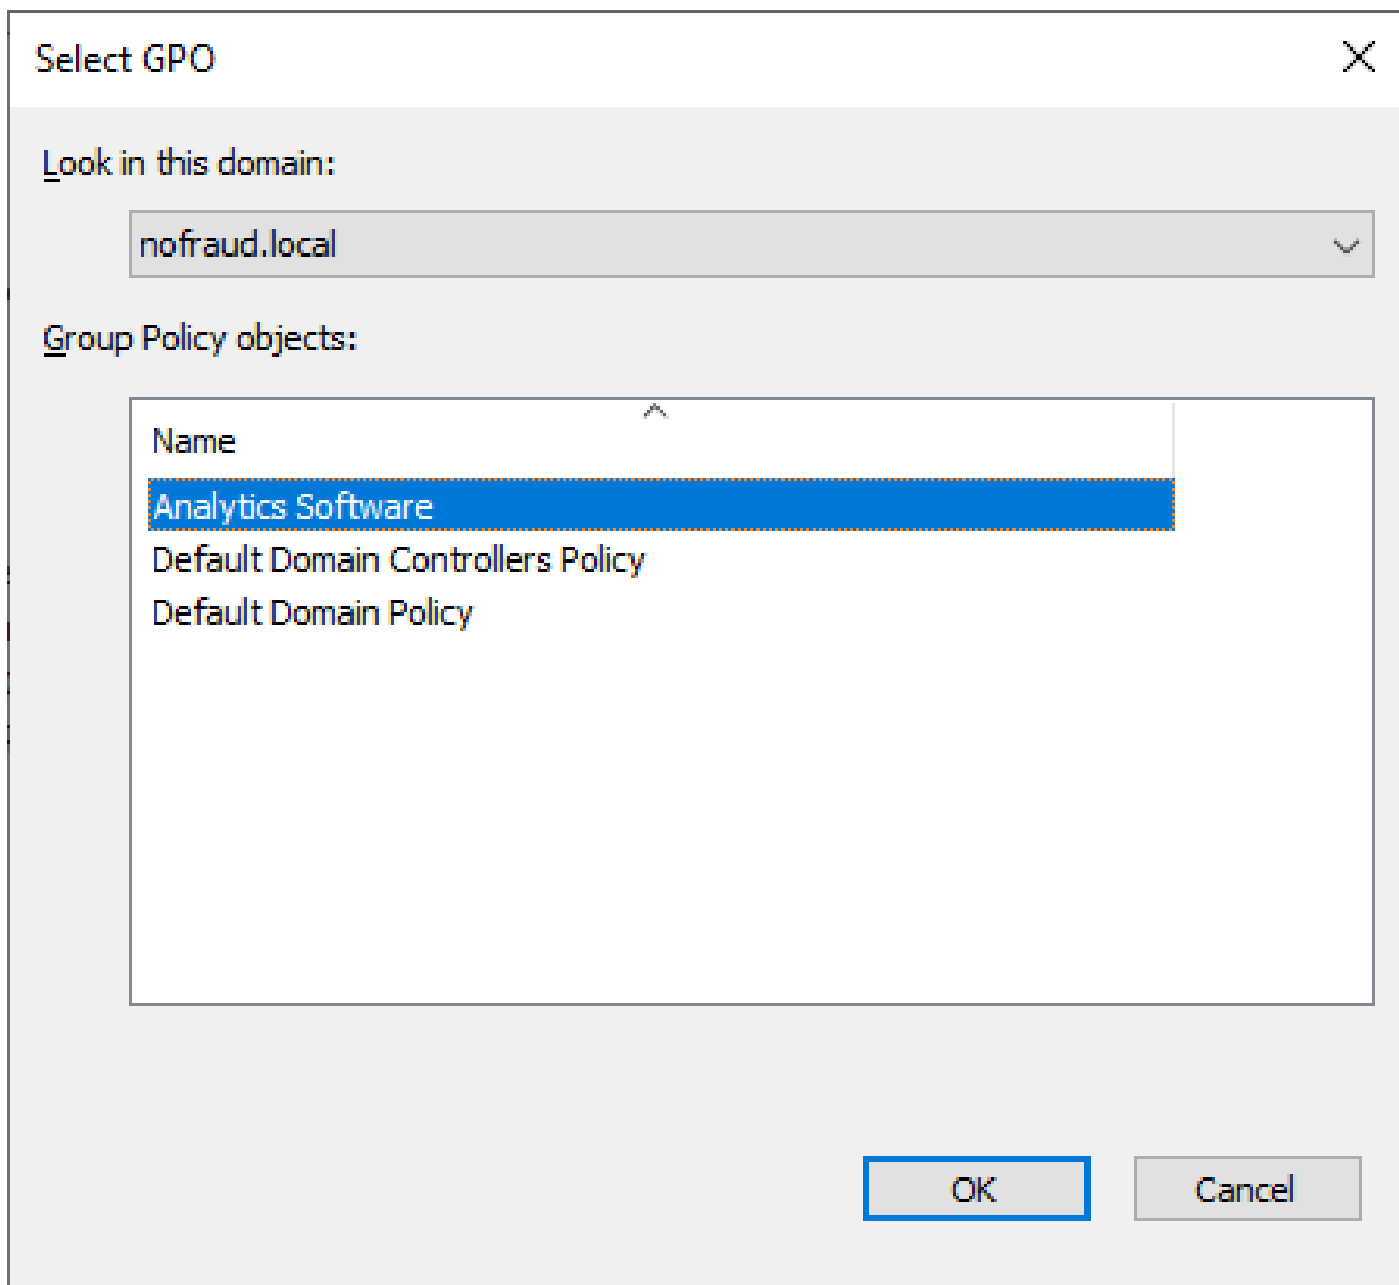 Select GPO
Look in this domain:
nofraud.local
Group Policy objects:
Name
Analytics Software
Default Domain Controllers Policy
Default Domain Policy
OK
Cancel